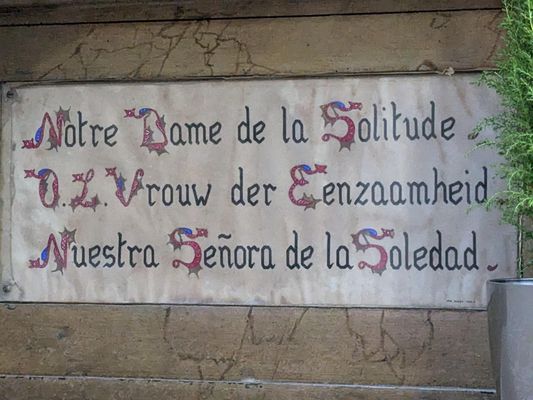 Notre Dame de la Solitude
O.L. Vrouw der Eenzaamheid
Nuestra Señora de la Soledad